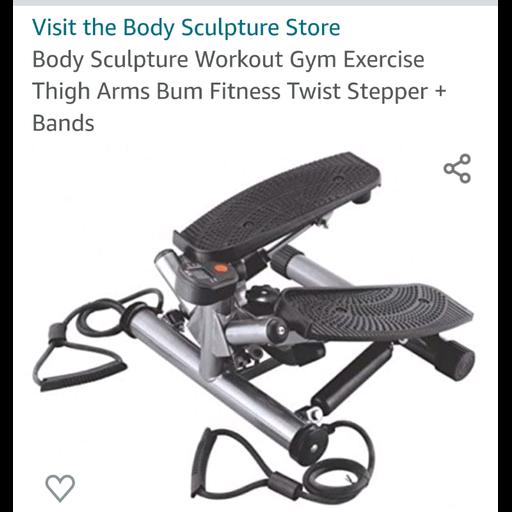 Visit the Body Sculpture Store
Body Sculpture Workout Gym Exercise
Thigh Arms Bum Fitness Twist Stepper +
Bands